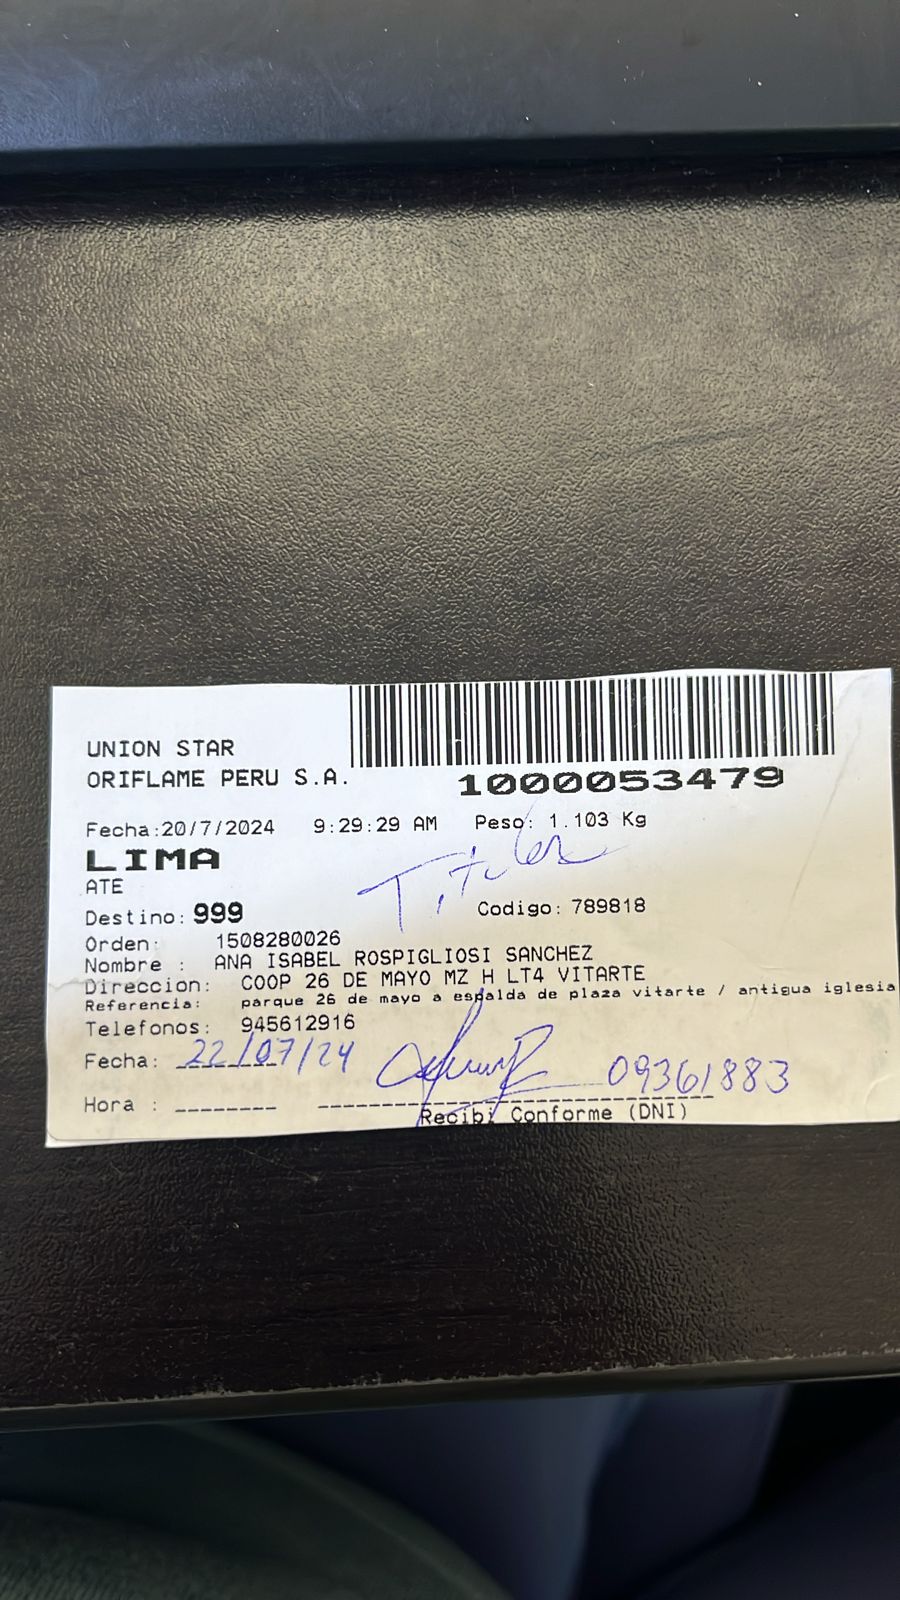 UNION STAR
ORIFLAME PERU S.A.
1000053479
Fecha:20/7/2024 9:29:29 AM Peso: 1.103 Kg
LIMA
ATE
Titular
Destino: 999 Codigo: 789818
Orden: 1508280026
Nombre : ANA ISABEL ROSPIGLIOSI SANCHEZ
Direccion: COOP 26 DE MAYO MZ H LT4 VITARTE
Referencia: parque 26 de mayo a espalda de plaza vitarte / antigua iglesia
Telefonos: 945612916
Fecha: 22/07/24 09361883
Hora : ________ Recibi Conforme (DNI)